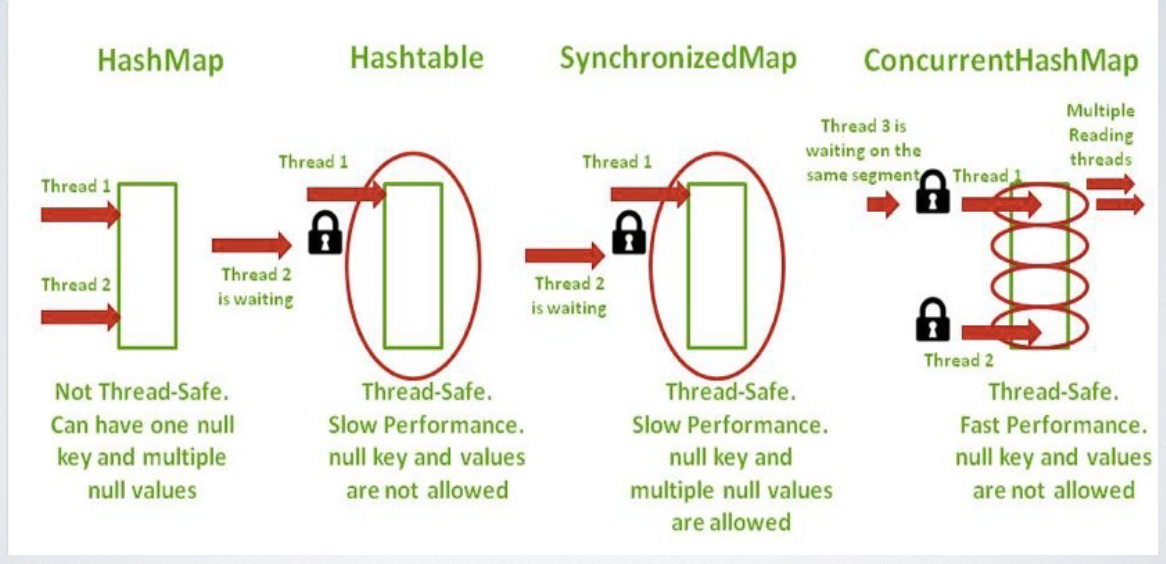 HashMap
Thread 1
Thread 2
Not Thread-Safe.
Can have one null
key and multiple
null values
Hashtable
Thread 1
Thread 2
is waiting
Thread-Safe.
Slow Performance.
null key and values
are not allowed
SynchronizedMap
Thread 1
Thread 2
is waiting
Thread-Safe.
Slow Performance.
null key and
multiple null values
are allowed
ConcurrentHashMap
Thread 3 is
waiting on the
same segment
Thread 1
Multiple
Reading
threads
Thread 2
Thread-Safe.
Fast Performance.
null key and values
are not allowed